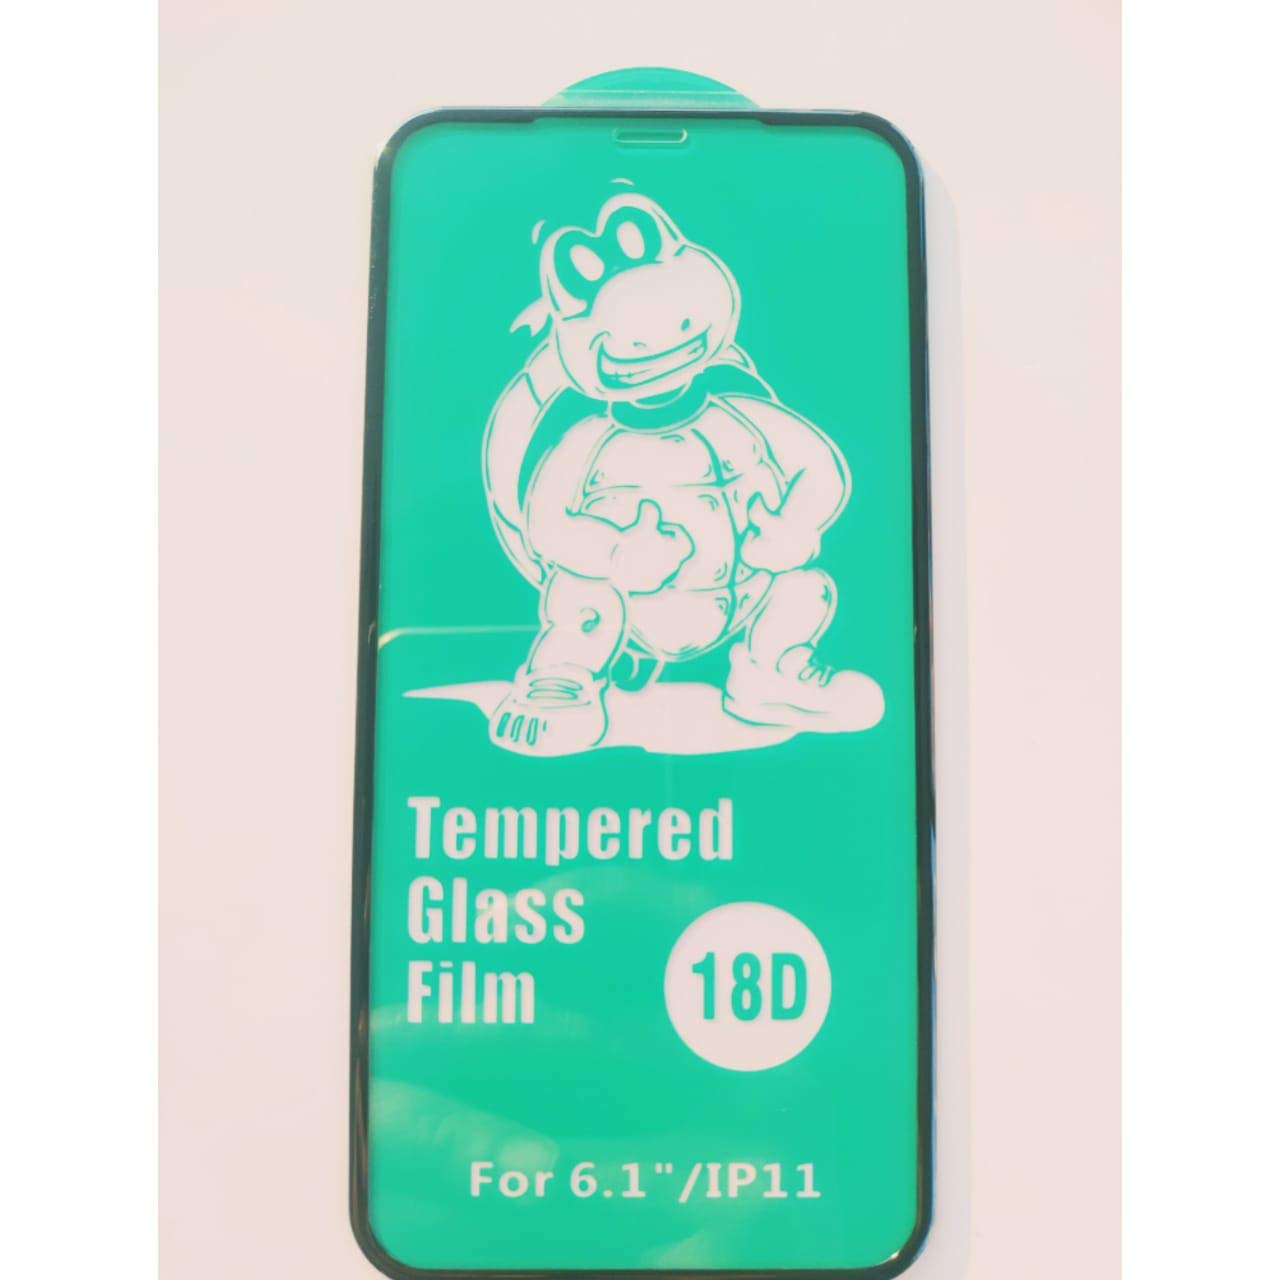 Tempered
Glass
Film
18D
For 6.1"/IP11